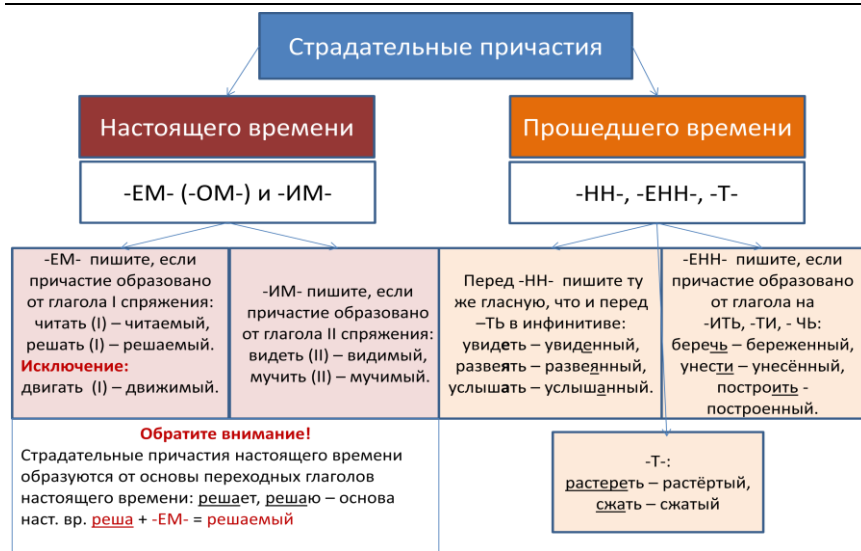 Страдательные причастия
Настоящего времени
Прошедшего времени
-ЕМ- (-ОМ-) и -ИМ-
-НН-, -ЕНН-, -Т-
-ЕМ- пишите, если
причастие образовано
от глагола I спряжения:
читать (I) – читаемый,
решать (I) – решаемый.
Исключение:
двигать (I) – движимый.
-ИМ- пишите, если
причастие образовано
от глагола II спряжения:
видеть (II) – видимый,
мучить (II) – мучимый.
Перед -НН- пишите ту
же гласную, что и перед
–ТЬ в инфинитиве:
увидеть – увиденный,
развеять – развеянный,
услышать – услышанный.
-ЕНН- пишите, если
причастие образовано
от глагола на
-ИТЬ, -ТИ, - ЧЬ:
беречь – береженный,
унести – унесённый,
построить -
построенный.
Обратите внимание!
Страдательные причастия настоящего времени
образуются от основы переходных глаголов
настоящего времени: решает, решаю – основа
наст. вр. реша + -ЕМ- = решаемый
-Т-:
растереть – растёртый,
сжать – сжатый